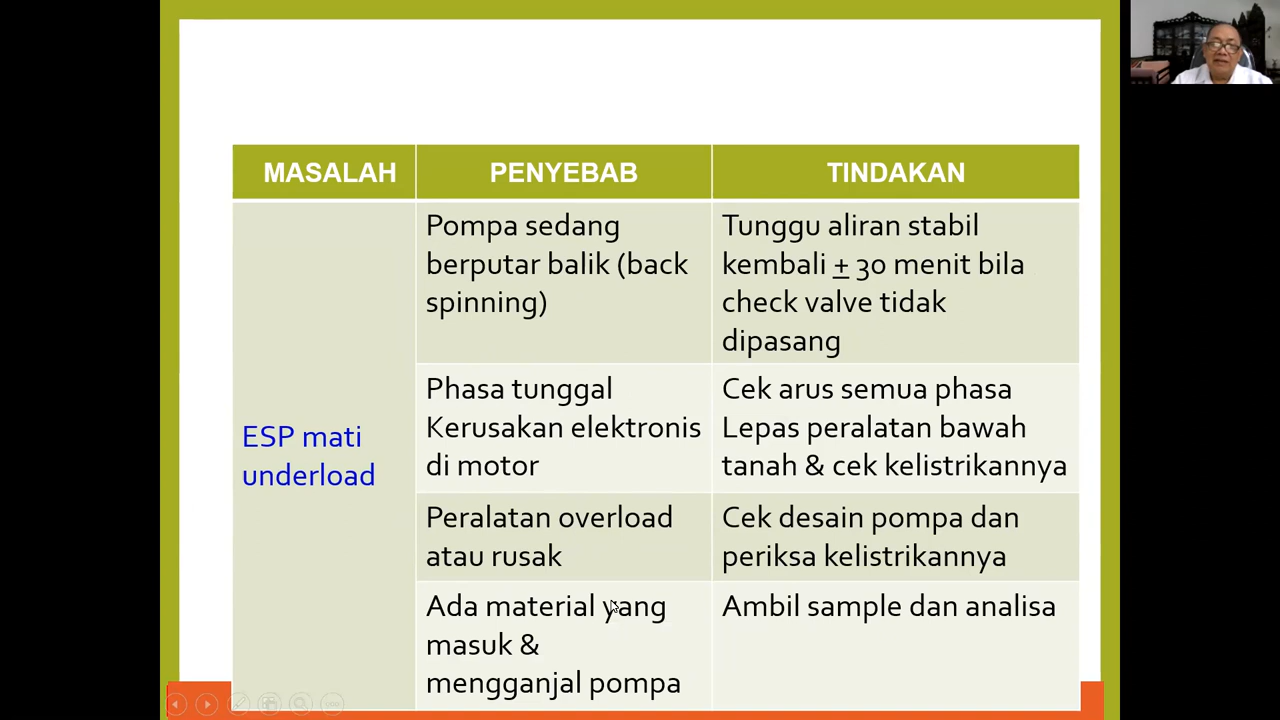 MASALAH PENYEBAB TINDAKAN
ESP mati
underload
Pompa sedang
berputar balik (back
spinning)
Tunggu aliran stabil
kembali ± 30 menit bila
check valve tidak
dipasang
Phasa tunggal
Kerusakan elektronis
di motor
Cek arus semua phasa
Lepas peralatan bawah
tanah & cek kelistrikannya
Peralatan overload
atau rusak
Cek desain pompa dan
periksa kelistrikannya
Ada material yang
masuk &
mengganjal pompa
Ambil sample dan analisa